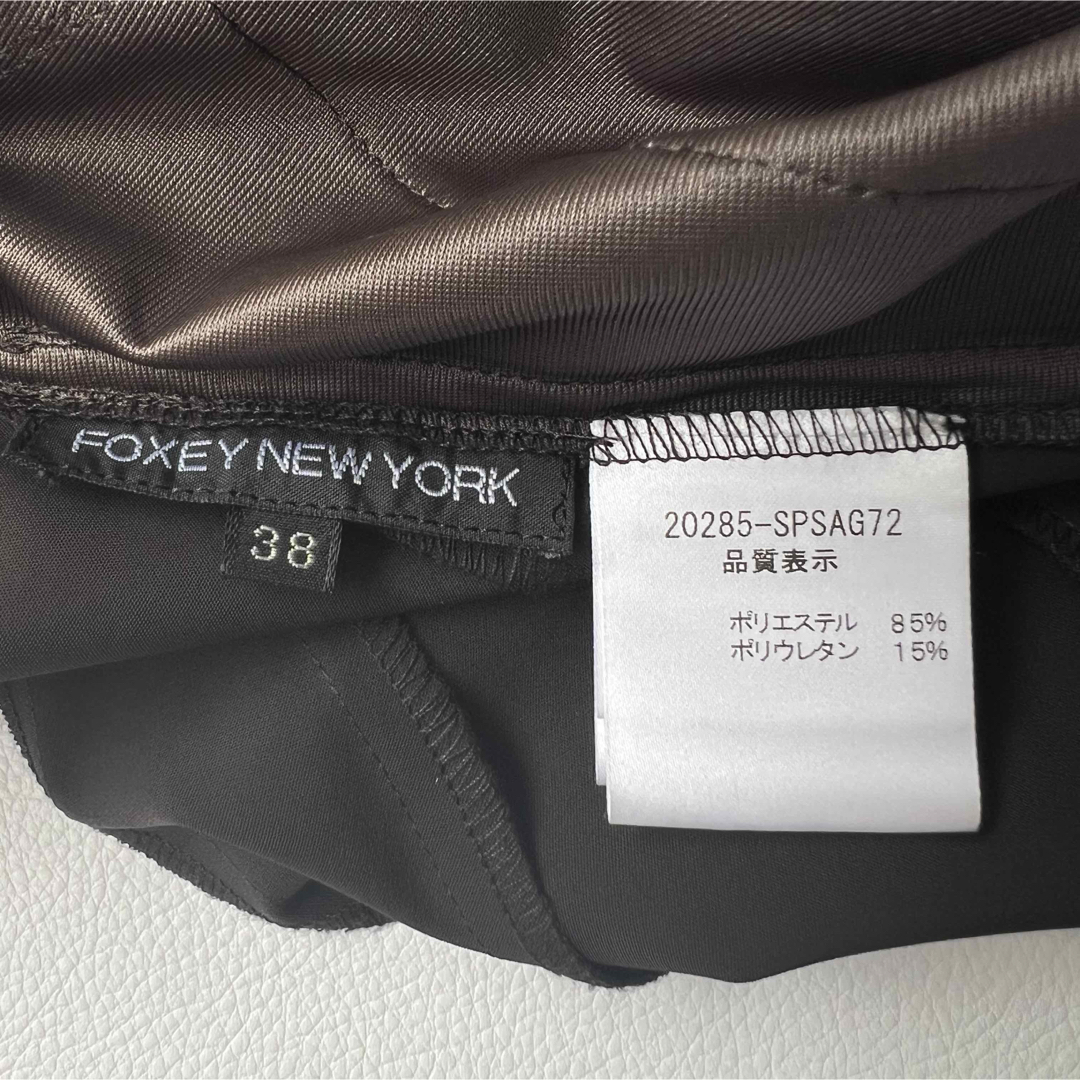 FOXEY NEW YORK
38
20285-SPSAG72
品質表示
ポリエステル 85%
ポリウレタン 15%